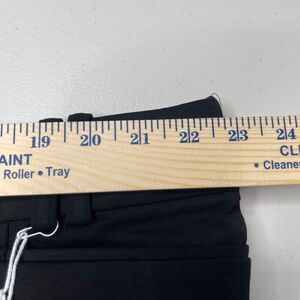 19 20 21 22 23 24
AINT CL
Roller • Tray • Cleane